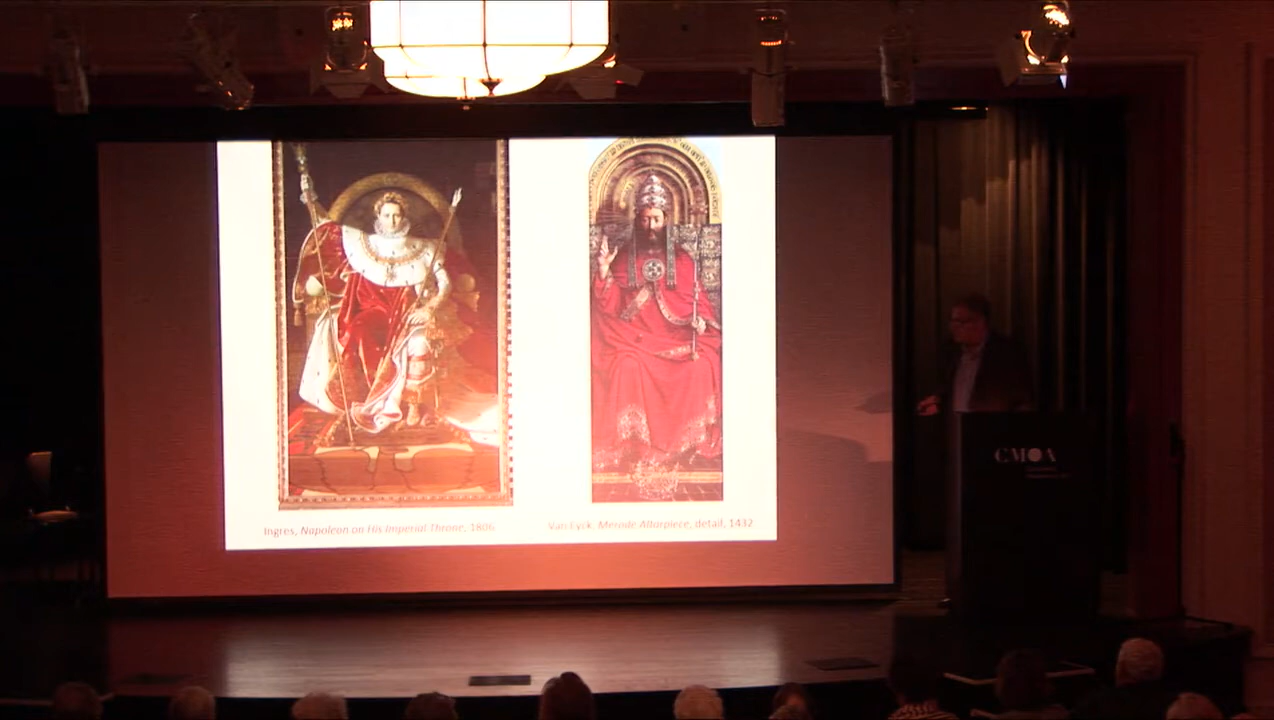 Ingres, Napoleon on His Imperial Throne, 1806
Van Eyck. Merode Altarpiece, detail, 1432
CMOA